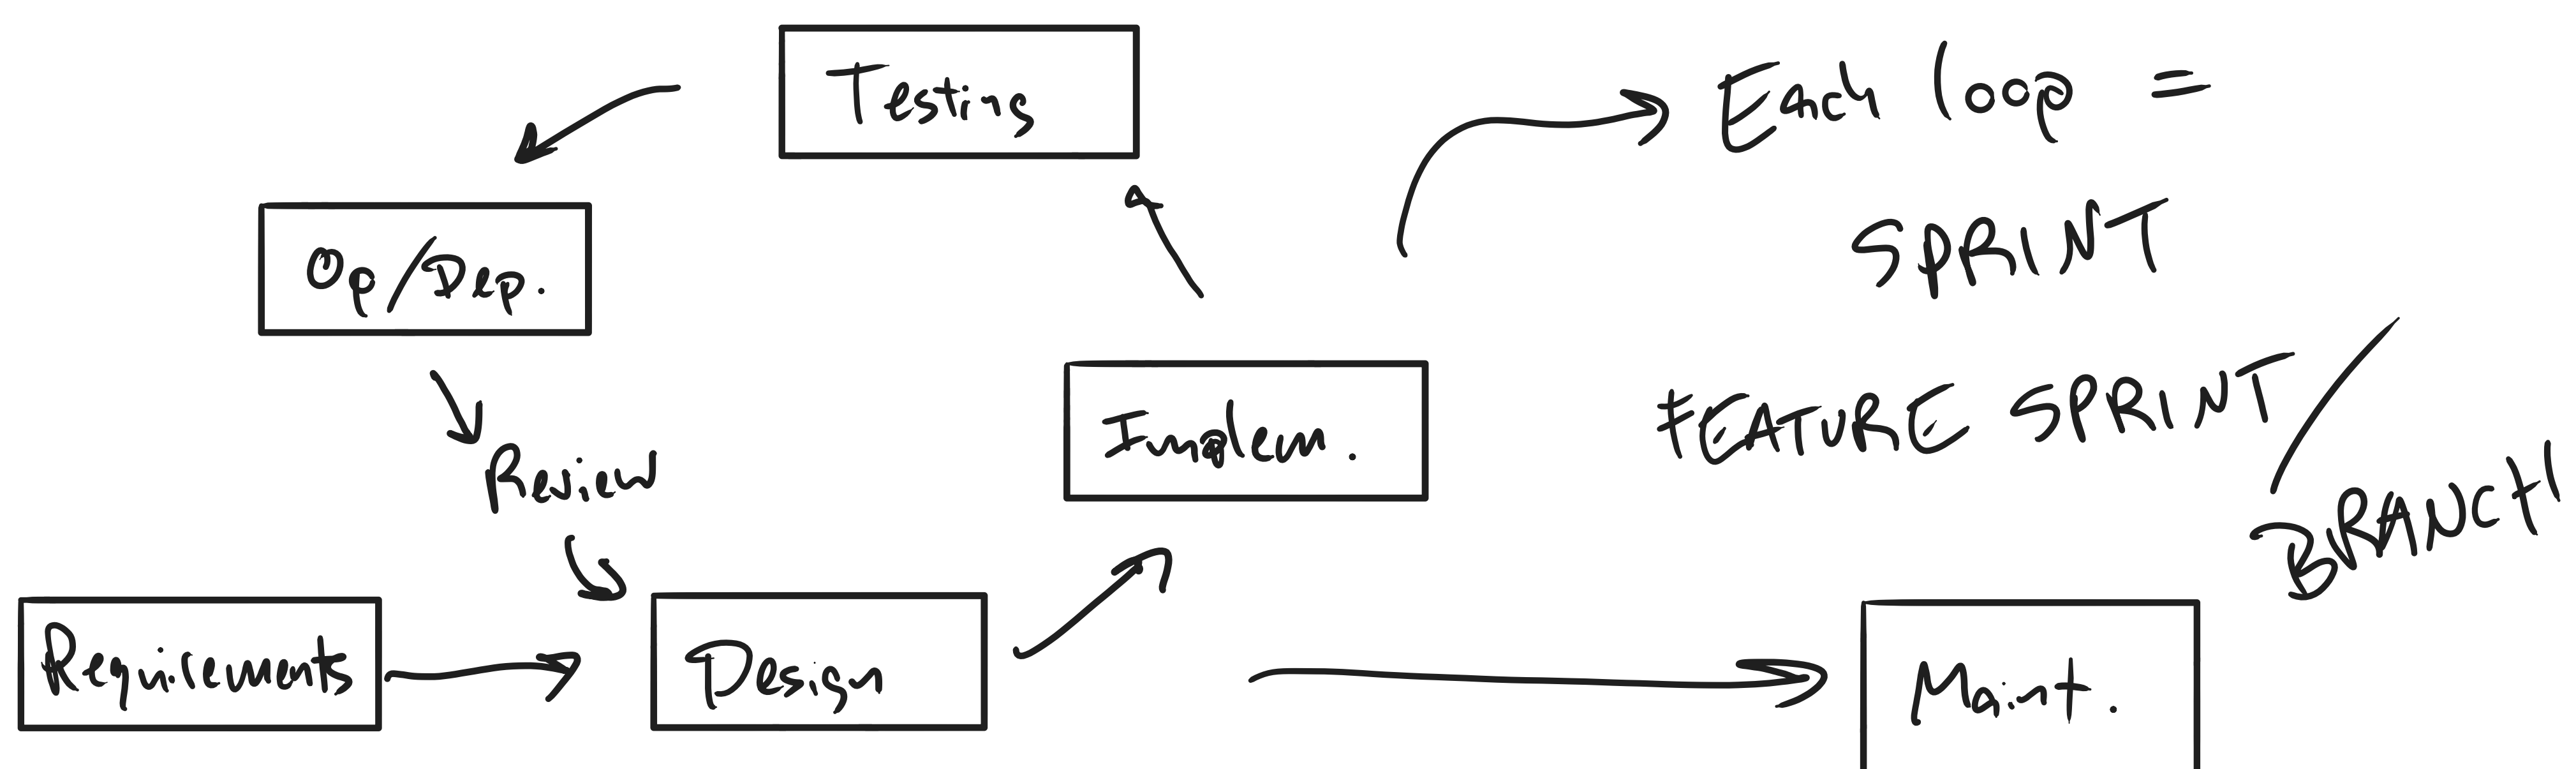 Testing
Each loop =
SPRINT
Op/Dep.
FEATURE SPRINT/
BRANCH
Implem.
Review
Requirements
Design
Maint.